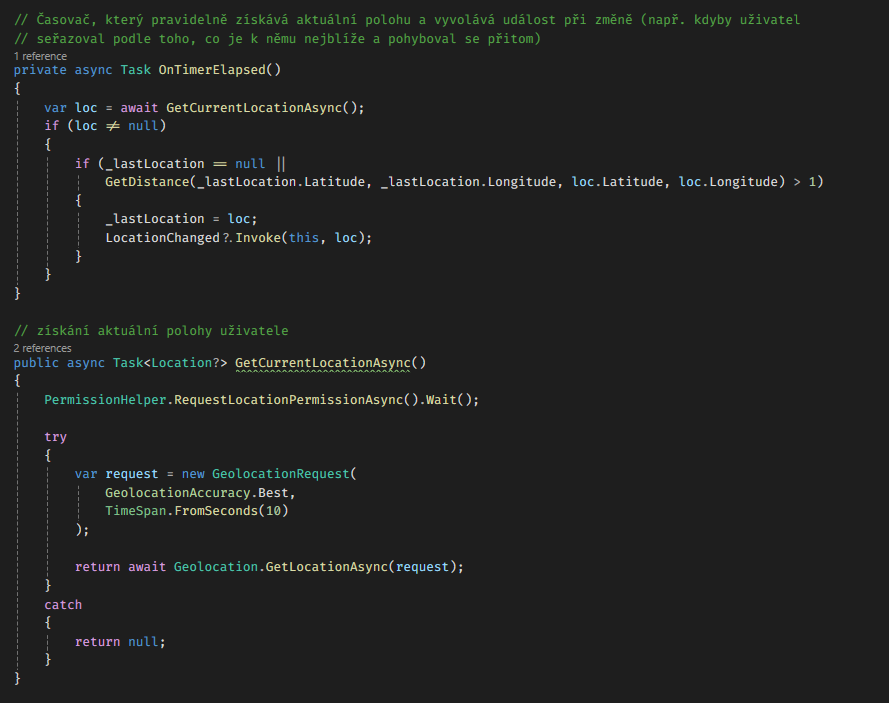 // Časovač, který pravidelně získává aktuální polohu a vyvolává událost při změně (např. kdyby uživatel
// seřazoval podle toho, co je k němu nejblíže a pohyboval se přitom)
1 reference
private async Task OnTimerElapsed()
{
    var loc = await GetCurrentLocationAsync();
    if (loc != null)
    {
        if (_lastLocation == null ||
            GetDistance(_lastLocation.Latitude, _lastLocation.Longitude, loc.Latitude, loc.Longitude) > 1)
        {
            _lastLocation = loc;
            LocationChanged?.Invoke(this, loc);
        }
    }
}

// získání aktuální polohy uživatele
2 references
public async Task<Location?> GetCurrentLocationAsync()
{
    PermissionHelper.RequestLocationPermissionAsync().Wait();

    try
    {
        var request = new GeolocationRequest(
            GeolocationAccuracy.Best,
            TimeSpan.FromSeconds(10)
        );

        return await Geolocation.GetLocationAsync(request);
    }
    catch
    {
        return null;
    }
}